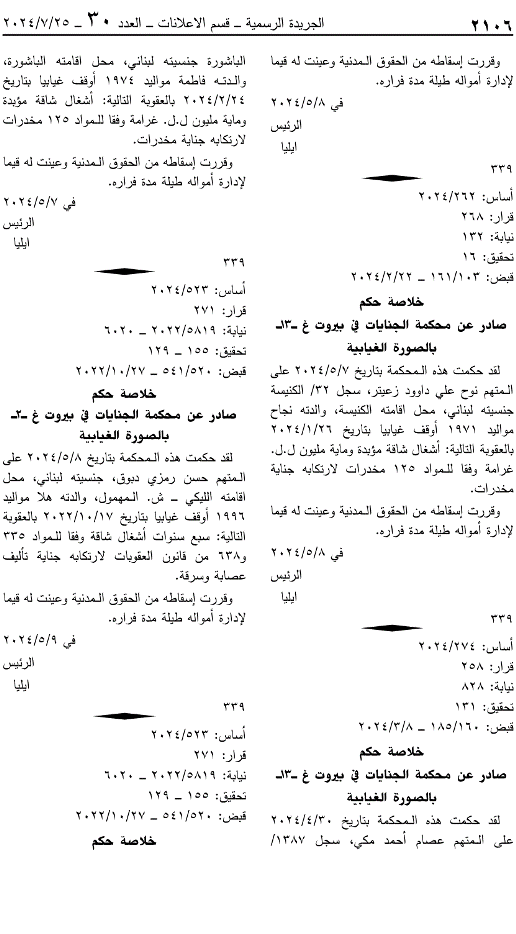 ٢١٠٦
الجريدة الرسمية ــ قسم الاعلانات ــ العدد ٣٠ ــ ٢٠٢٤/٧/٢٥
وقررت إسقاطه من الحقوق المدنية وعينت له قيما
لإدارة أمواله طيلة مدة فراره.
في ٢٠٢٤/٥/٨
الرئيس
ايليا
٣٣٩
أساس: ٢٠٢٤/٢٦٢
قرار: ٢٦٨
نيابة: ١٣٢
تحقيق: ١٦
قبض: ١٦١/١٠٣ ــ ٢٠٢٤/٢/٢٢
خلاصة حكم
صادر عن محكمة الجنايات في بيروت غ ـ١٣ـ
بالصورة الغيابية
لقد حكمت هذه المحكمة بتاريخ ٢٠٢٤/٥/٧ على
المتهم نوح علي داوود زعيتر، سجل ٣٢/ الكنيسة
جنسيته لبناني، محل اقامته الكنيسة، والدته نجاح
مواليد ١٩٧١ أوقف غيابيا بتاريخ ٢٠٢٤/١/٢٦
بالعقوبة التالية: أشغال شاقة مؤبدة وماية مليون ل.ل.
غرامة وفقا للمواد ١٢٥ مخدرات لارتكابه جناية
مخدرات.
وقررت إسقاطه من الحقوق المدنية وعينت له قيما
لإدارة أمواله طيلة مدة فراره.
في ٢٠٢٤/٥/٨
الرئيس
ايليا
٣٣٩
أساس: ٢٠٢٤/٢٧٤
قرار: ٢٥٨
نيابة: ٨٢٨
تحقيق: ١٣١
قبض: ١٨٥/١٦٠ ــ ٢٠٢٤/٣/٨
خلاصة حكم
صادر عن محكمة الجنايات في بيروت غ ـ١٣ـ
بالصورة الغيابية
لقد حكمت هذه المحكمة بتاريخ ٢٠٢٤/٤/٣٠
على المتهم عصام أحمد مكي، سجل ١٣٨٧/
الباشورة جنسيته لبناني، محل اقامته الباشورة،
والدته فاطمة مواليد ١٩٧٤ أوقف غيابيا بتاريخ
٢٠٢٤/٢/٢٤ بالعقوبة التالية: أشغال شاقة مؤبدة
وماية مليون ل.ل. غرامة وفقا للمواد ١٢٥ مخدرات
لارتكابه جناية مخدرات.
وقررت إسقاطه من الحقوق المدنية وعينت له قيما
لإدارة أمواله طيلة مدة فراره.
في ٢٠٢٤/٥/٧
الرئيس
ايليا
٣٣٩
أساس: ٢٠٢٤/٥٢٣
قرار: ٢٧١
نيابة: ٢٠٢٢/٥٨١٩ ــ ٦٠٢٠
تحقيق: ١٥٥ ــ ١٢٩
قبض: ٥٤١/٥٢٠ ــ ٢٠٢٢/١٠/٢٧
خلاصة حكم
صادر عن محكمة الجنايات في بيروت غ ـ٢ـ
بالصورة الغيابية
لقد حكمت هذه المحكمة بتاريخ ٢٠٢٤/٥/٨ على
المتهم حسن رمزي دبوق، جنسيته لبناني، محل
اقامته الليكي ــ ش. المهمول، والدته هلا مواليد
١٩٩٦ أوقف غيابيا بتاريخ ٢٠٢٢/١٠/١٧ بالعقوبة
التالية: سبع سنوات أشغال شاقة وفقا للمواد ٣٣٥
و٦٣٨ من قانون العقوبات لارتكابه جناية تأليف
عصابة وسرقة.
وقررت إسقاطه من الحقوق المدنية وعينت له قيما
لإدارة أمواله طيلة مدة فراره.
في ٢٠٢٤/٥/٩
الرئيس
ايليا
٣٣٩
أساس: ٢٠٢٤/٥٢٣
قرار: ٢٧١
نيابة: ٢٠٢٢/٥٨١٩ ــ ٦٠٢٠
تحقيق: ١٥٥ ــ ١٢٩
قبض: ٥٤١/٥٢٠ ــ ٢٠٢٢/١٠/٢٧
خلاصة حكم